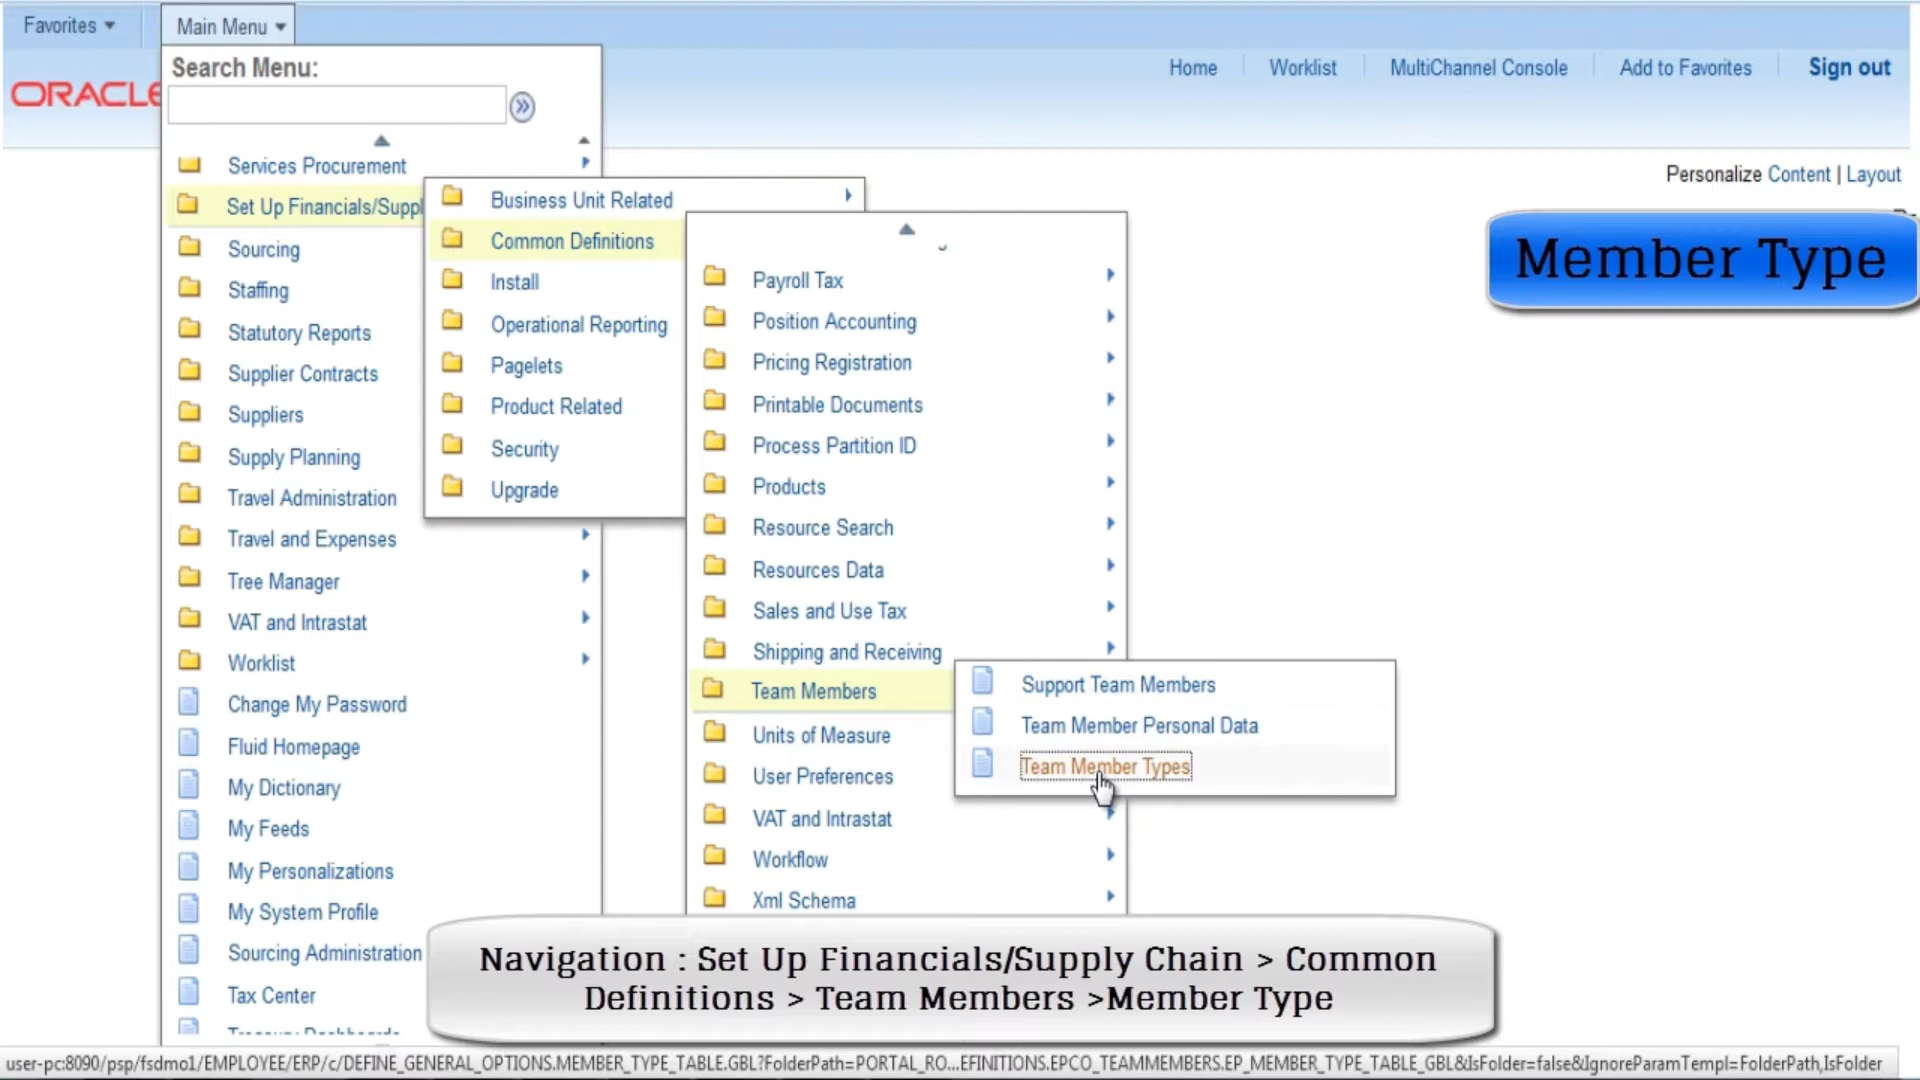 Favorites
Main Menu
Search Menu:
ORACLE
Home
Worklist
MultiChannel Console
Add to Favorites
Sign out
Personalize Content | Layout
Member Type
Services Procurement
Set Up Financials/Suppl
Sourcing
Staffing
Statutory Reports
Supplier Contracts
Suppliers
Supply Planning
Travel Administration
Travel and Expenses
Tree Manager
VAT and Intrastat
Worklist
Change My Password
Fluid Homepage
My Dictionary
My Feeds
My Personalizations
My System Profile
Sourcing Administration
Tax Center
Business Unit Related
Common Definitions
Install
Operational Reporting
Pagelets
Product Related
Security
Upgrade
Payroll Tax
Position Accounting
Pricing Registration
Printable Documents
Process Partition ID
Products
Resource Search
Resources Data
Sales and Use Tax
Shipping and Receiving
Team Members
Units of Measure
User Preferences
VAT and Intrastat
Workflow
Xml Schema
Support Team Members
Team Member Personal Data
Team Member Types
Navigation : Set Up Financials/Supply Chain > Common
Definitions > Team Members >Member Type
user-pc:8090/psp/fsdmo1/EMPLOYEE/ERP/c/DEFINE_GENERAL_OPTIONS.MEMBER_TYPE_TABLE.GBL?FolderPath=PORTAL_RO...EFINITIONS.EPCO_TEAMMEMBERS.EP_MEMBER_TYPE_TABLE_GBL&IsFolder=false&IgnoreParamTempl=FolderPath,IsFolder